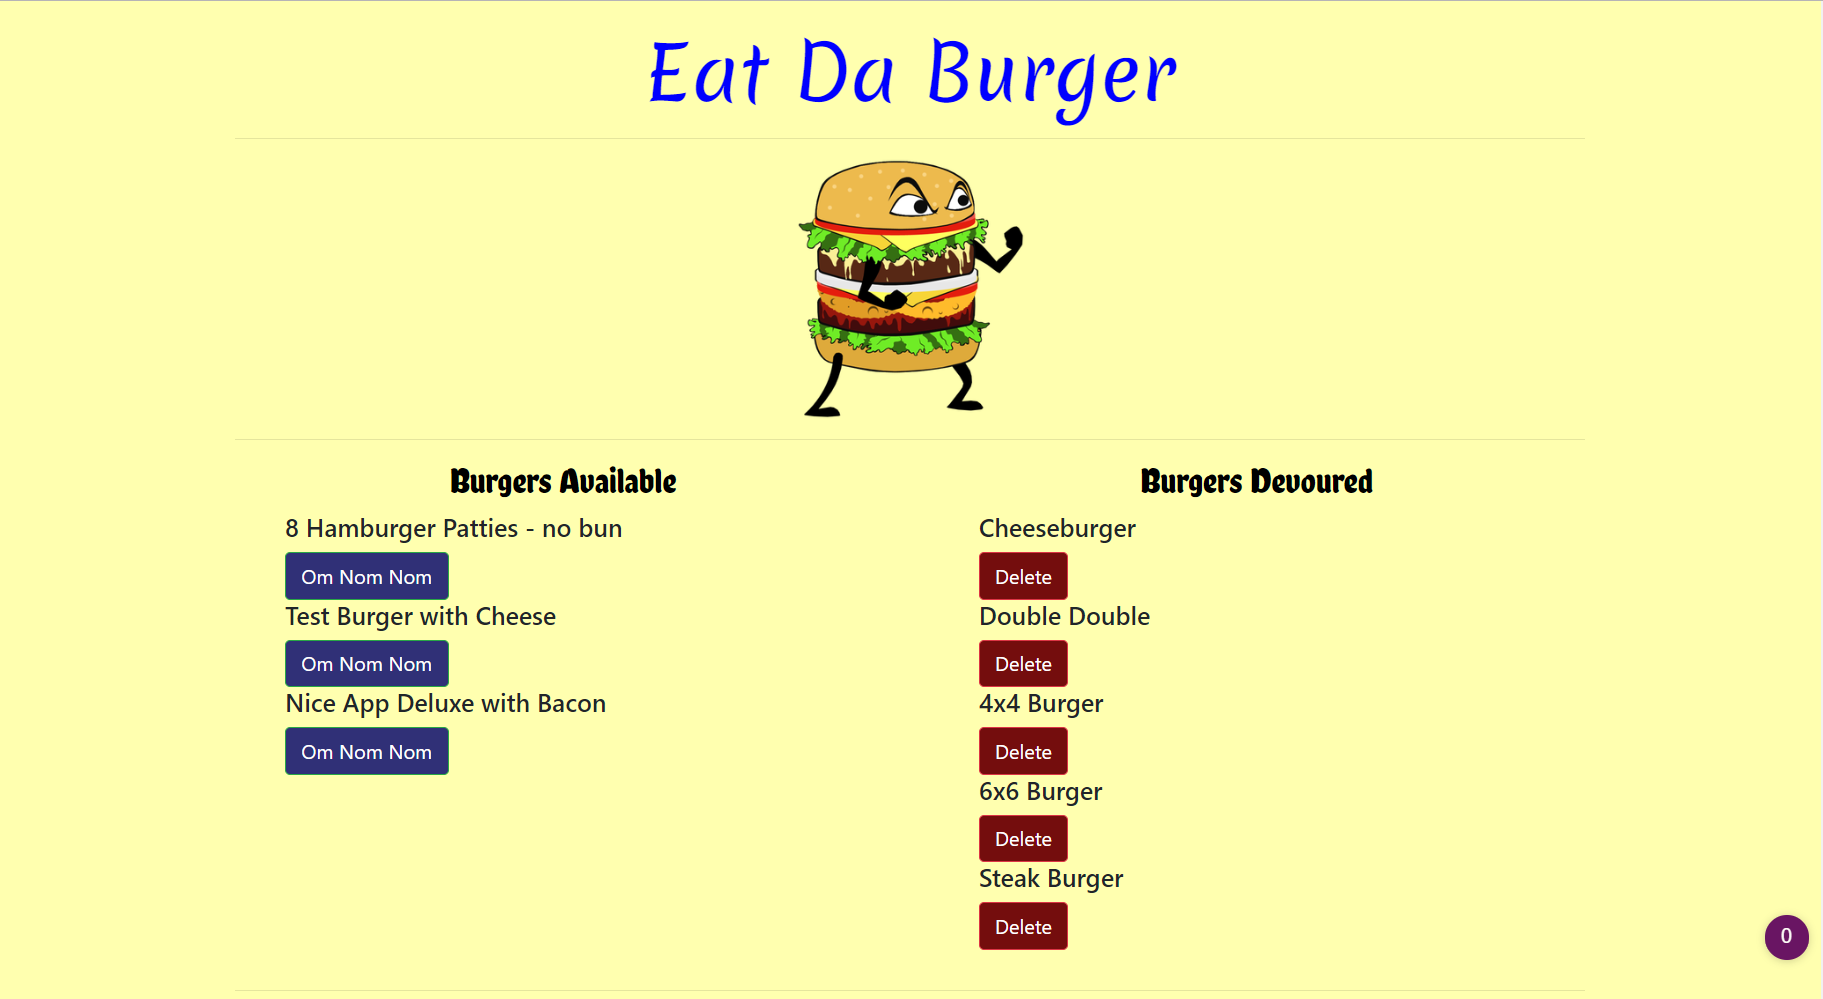 Eat Da Burger
Burgers Available
8 Hamburger Patties - no bun
Om Nom Nom
Test Burger with Cheese
Om Nom Nom
Nice App Deluxe with Bacon
Om Nom Nom
Burgers Devoured
Cheeseburger
Delete
Double Double
Delete
4x4 Burger
Delete
6x6 Burger
Delete
Steak Burger
Delete
0